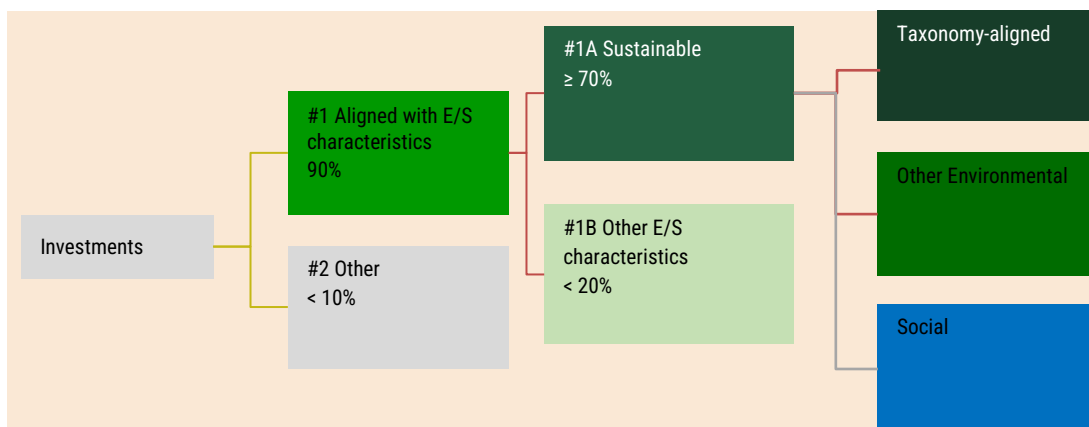 Investments
#1 Aligned with E/S
characteristics
90%
#2 Other
< 10%
#1A Sustainable
≥ 70%
#1B Other E/S
characteristics
< 20%
Taxonomy-aligned
Other Environmental
Social